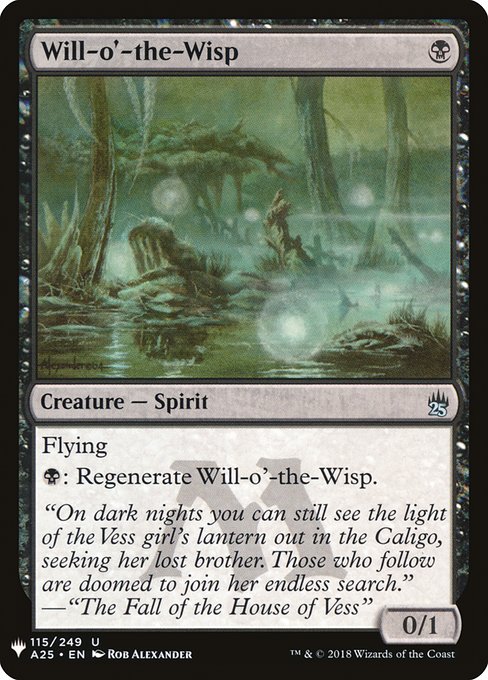 Will-o'-the-Wisp
Creature — Spirit
25
Flying
: Regenerate Will-o'-the-Wisp.
“On dark nights you can still see the light
of the Vess girl's lantern out in the Caligo,
seeking her lost brother. Those who follow
are doomed to join her endless search.”
—“The Fall of the House of Vess”
0/1
115/249 U
A25 • EN Rob Alexander
™ & © 2018 Wizards of the Coast